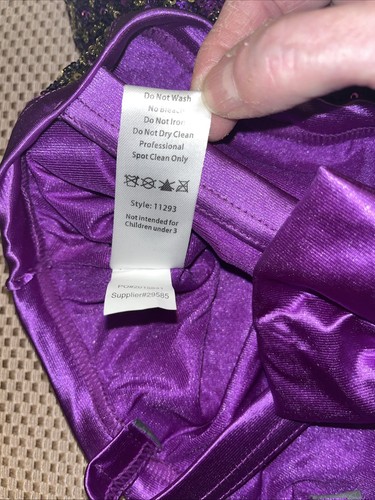 Do Not Wash
No Bleach
Do Not Iron
Do Not Dry Clean
Professional
Spot Clean Only
Style: 11293
Not intended for
Children under 3
Supplier#29585